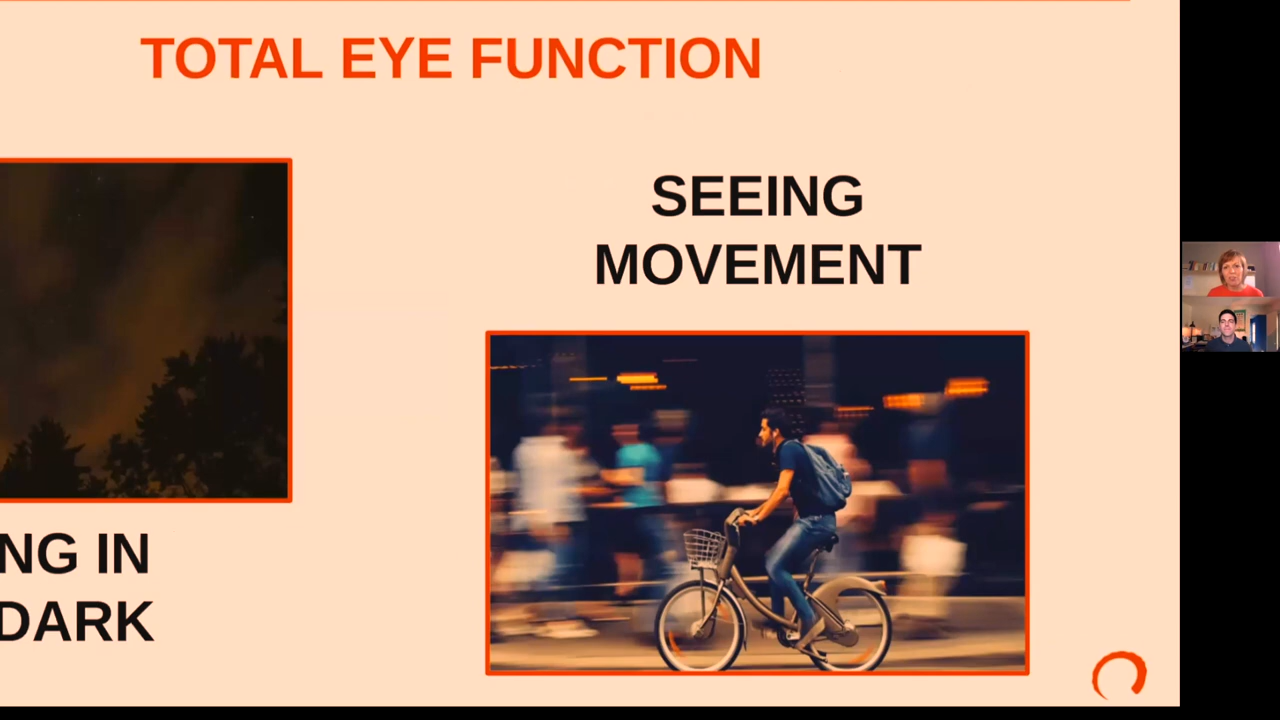 TOTAL EYE FUNCTION
SEEING
MOVEMENT
NG IN
DARK